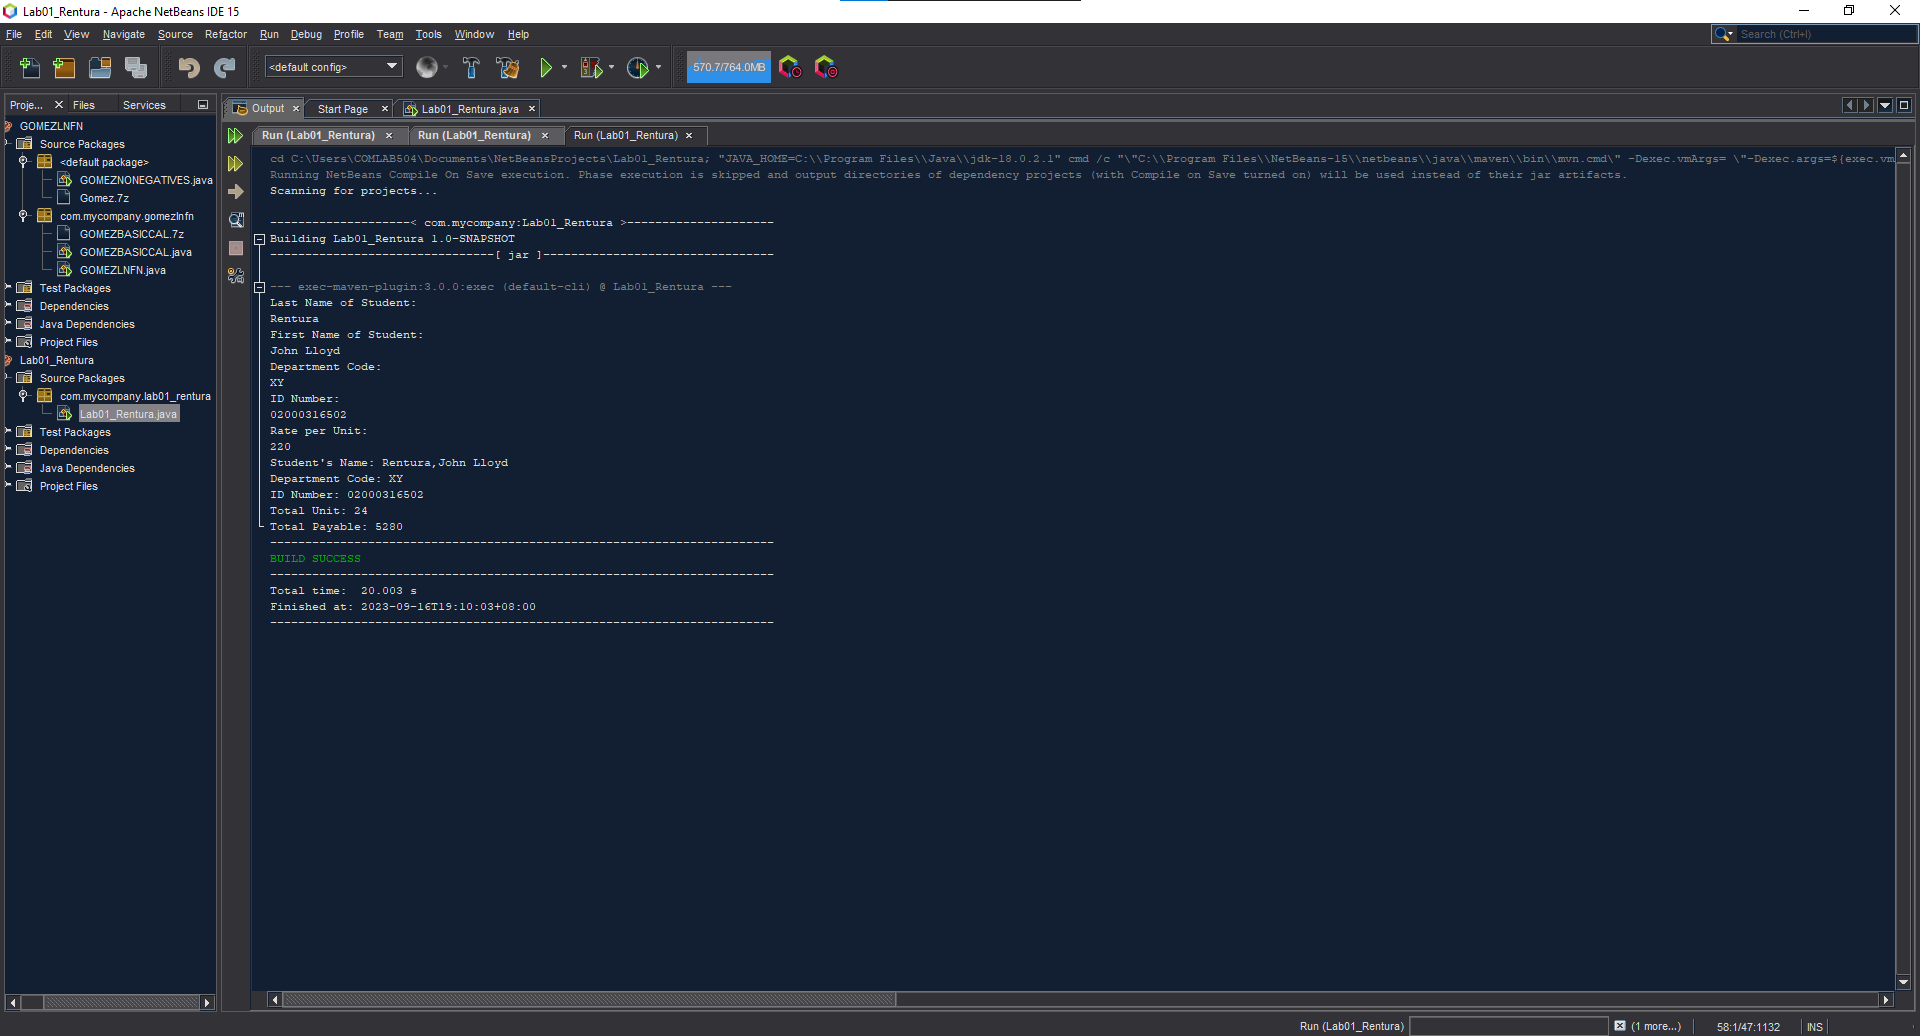 Lab01_Rentura - Apache NetBeans IDE 15
File Edit View Navigate Source Refactor Run Debug Profile Team Tools Window Help
Search (Ctrl+I)
<default config>
570.7/764.0MB
Proje... Files Services
GOMEZLNFN
Source Packages
<default package>
GOMEZNONEGATIVES.java
Gomez.7z
com.mycompany.gomezlnfn
GOMEZBASICCAL.7z
GOMEZBASICCAL.java
GOMEZLNFN.java
Test Packages
Dependencies
Java Dependencies
Project Files
Lab01_Rentura
Source Packages
com.mycompany.lab01_rentura
Lab01_Rentura.java
Test Packages
Dependencies
Java Dependencies
Project Files
Output Start Page Lab01_Rentura.java
Run (Lab01_Rentura) Run (Lab01_Rentura) Run (Lab01_Rentura)
cd C:\Users\COMLAB504\Documents\NetBeansProjects\Lab01_Rentura; "JAVA_HOME=C:\\Program Files\\Java\\jdk-18.0.2.1" cmd /c "\"C:\\Program Files\\NetBeans-15\\netbeans\\java\\maven\\bin\\mvn.cmd\" -Dexec.vmArgs= \"-Dexec.args=${exec.vm
Running NetBeans Compile On Save execution. Phase execution is skipped and output directories of dependency projects (with Compile on Save turned on) will be used instead of their jar artifacts.
Scanning for projects...
--------------------< com.mycompany:Lab01_Rentura >---------------------
Building Lab01_Rentura 1.0-SNAPSHOT
--------------------------------[ jar ]---------------------------------
--- exec-maven-plugin:3.0.0:exec (default-cli) @ Lab01_Rentura ---
Last Name of Student:
Rentura
First Name of Student:
John Lloyd
Department Code:
XY
ID Number:
02000316502
Rate per Unit:
220
Student's Name: Rentura,John Lloyd
Department Code: XY
ID Number: 02000316502
Total Unit: 24
Total Payable: 5280
------------------------------------------------------------------------
BUILD SUCCESS
------------------------------------------------------------------------
Total time:  20.003 s
Finished at: 2023-09-16T19:10:03+08:00
------------------------------------------------------------------------
Run (Lab01_Rentura) (1 more...) 58:1/47:1132 INS